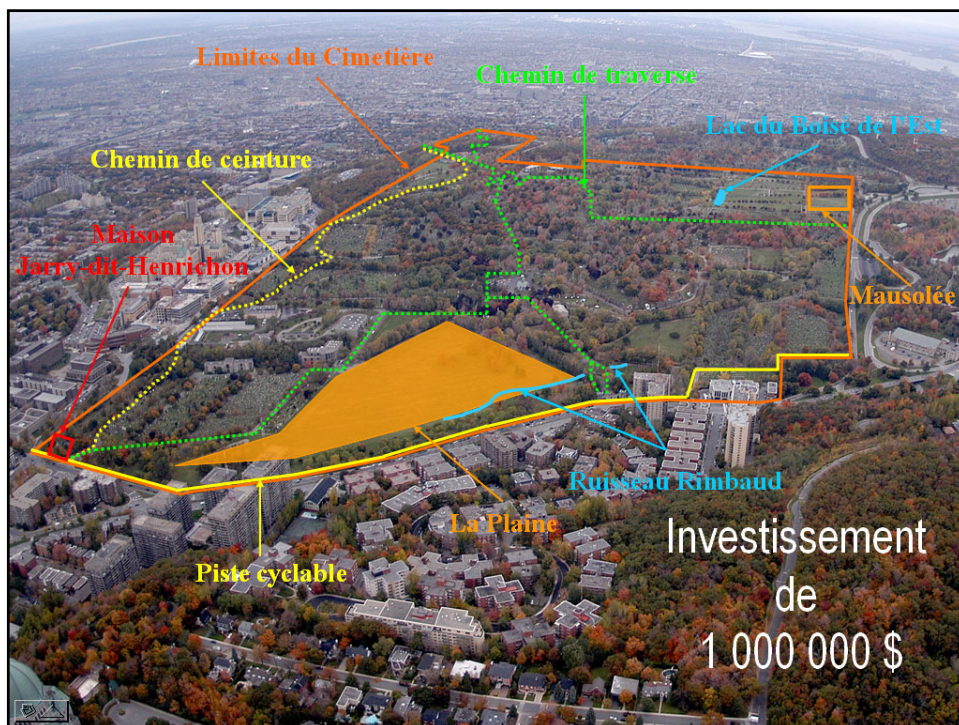 Limites du Cimetière
Chemin de traverse
Lac du Boisé de l'Est
Chemin de ceinture
Maison
Jarry-dit-Henrichon
Mausolée
Ruisseau Rimbaud
La Plaine
Piste cyclable
Investissement
de
1 000 000 $